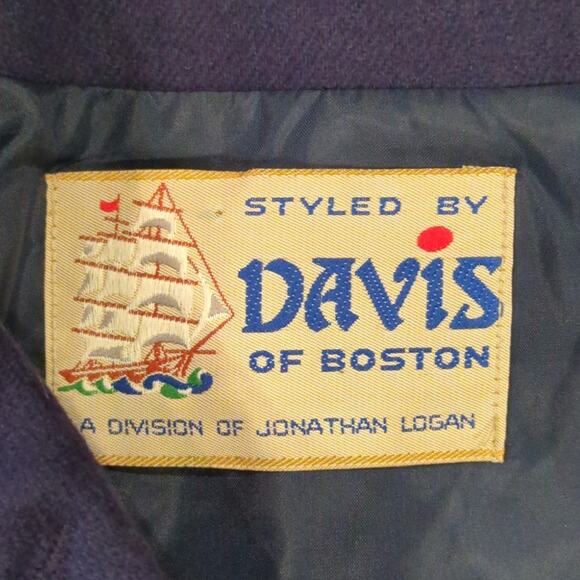 STYLED BY
DAViS
OF BOSTON
A DIVISION OF JONATHAN LOGAN